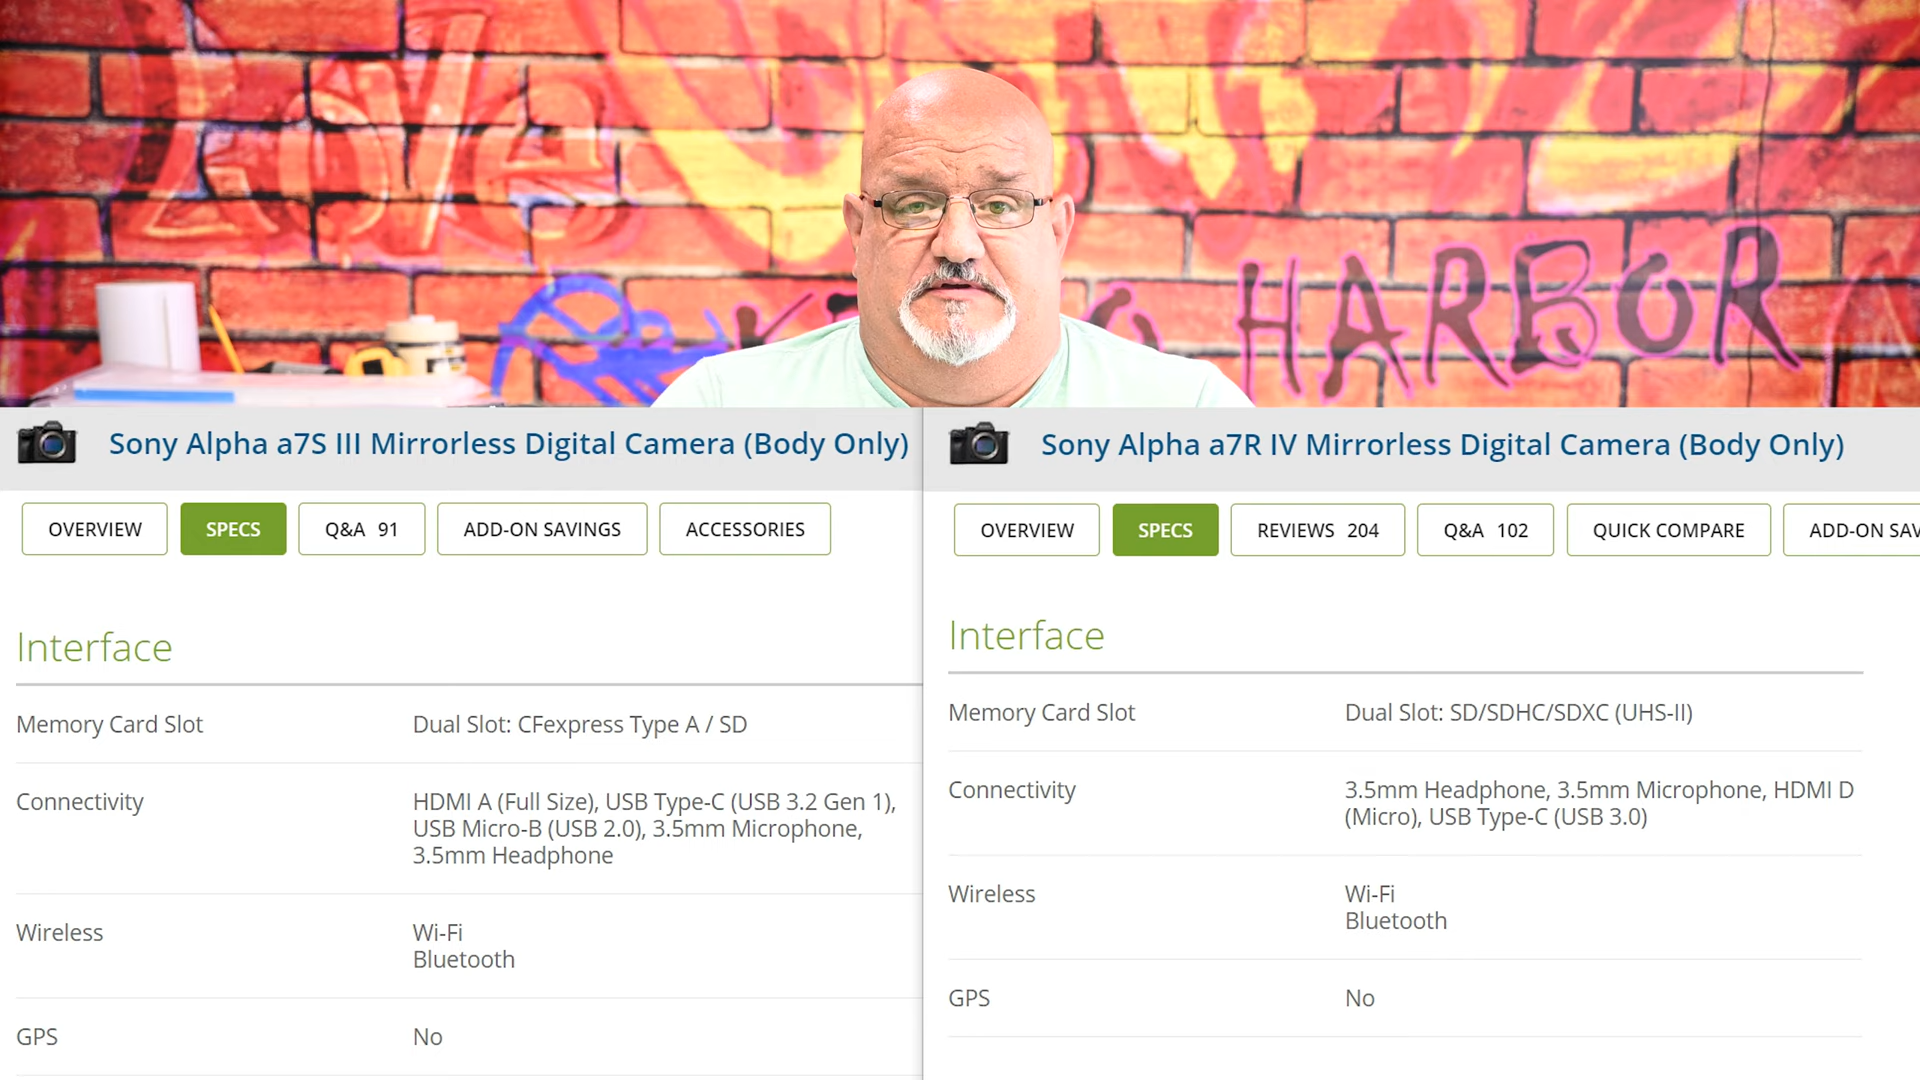 Love
HARBOR
Sony Alpha a7S III Mirrorless Digital Camera (Body Only)
OVERVIEW
SPECS
Q&A 91
ADD-ON SAVINGS
ACCESSORIES
Interface
Memory Card Slot
Dual Slot: CFexpress Type A / SD
Connectivity
HDMI A (Full Size), USB Type-C (USB 3.2 Gen 1),
USB Micro-B (USB 2.0), 3.5mm Microphone,
3.5mm Headphone
Wireless
Wi-Fi
Bluetooth
GPS
No
Sony Alpha a7R IV Mirrorless Digital Camera (Body Only)
OVERVIEW
SPECS
REVIEWS 204
Q&A 102
QUICK COMPARE
ADD-ON SAV
Interface
Memory Card Slot
Dual Slot: SD/SDHC/SDXC (UHS-II)
Connectivity
3.5mm Headphone, 3.5mm Microphone, HDMI D
(Micro), USB Type-C (USB 3.0)
Wireless
Wi-Fi
Bluetooth
GPS
No